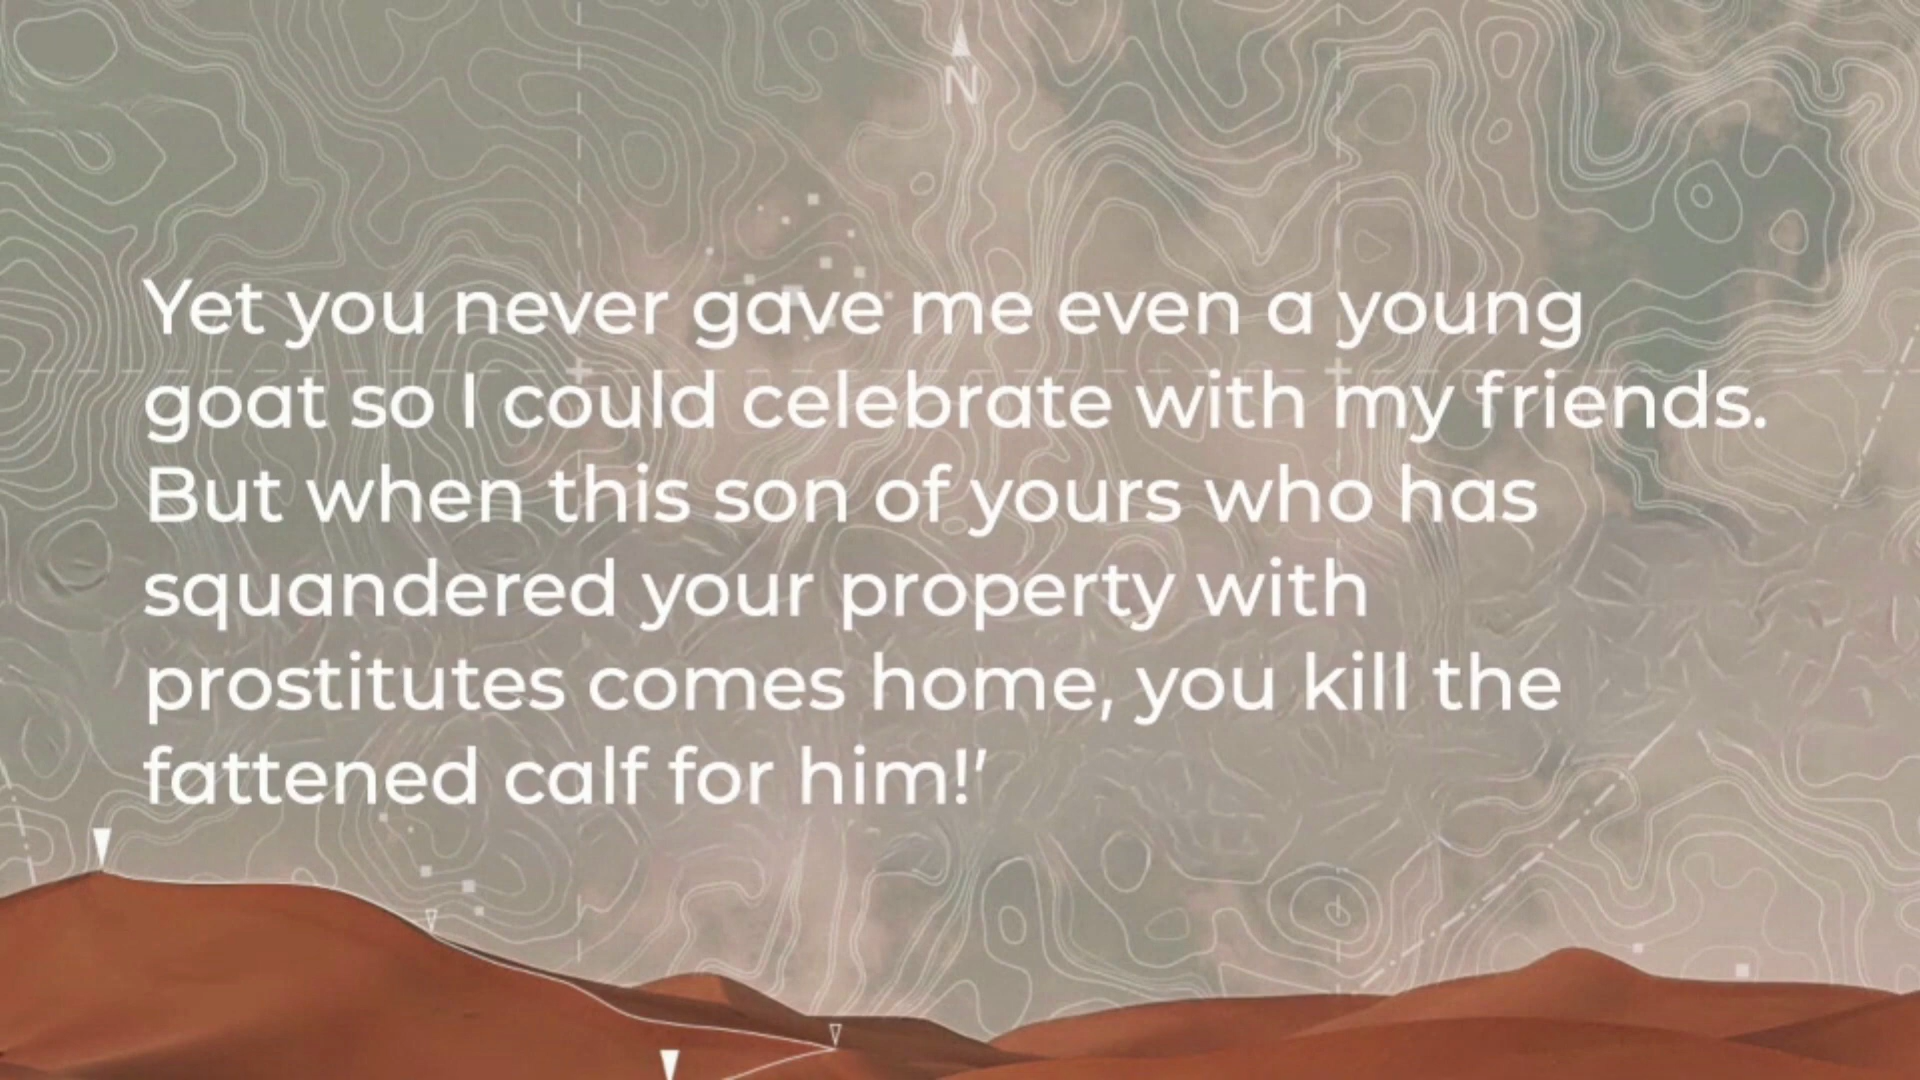 N
Yet you never gave me even a young
goat so I could celebrate with my friends.
But when this son of yours who has
squandered your property with
prostitutes comes home, you kill the
fattened calf for him!’